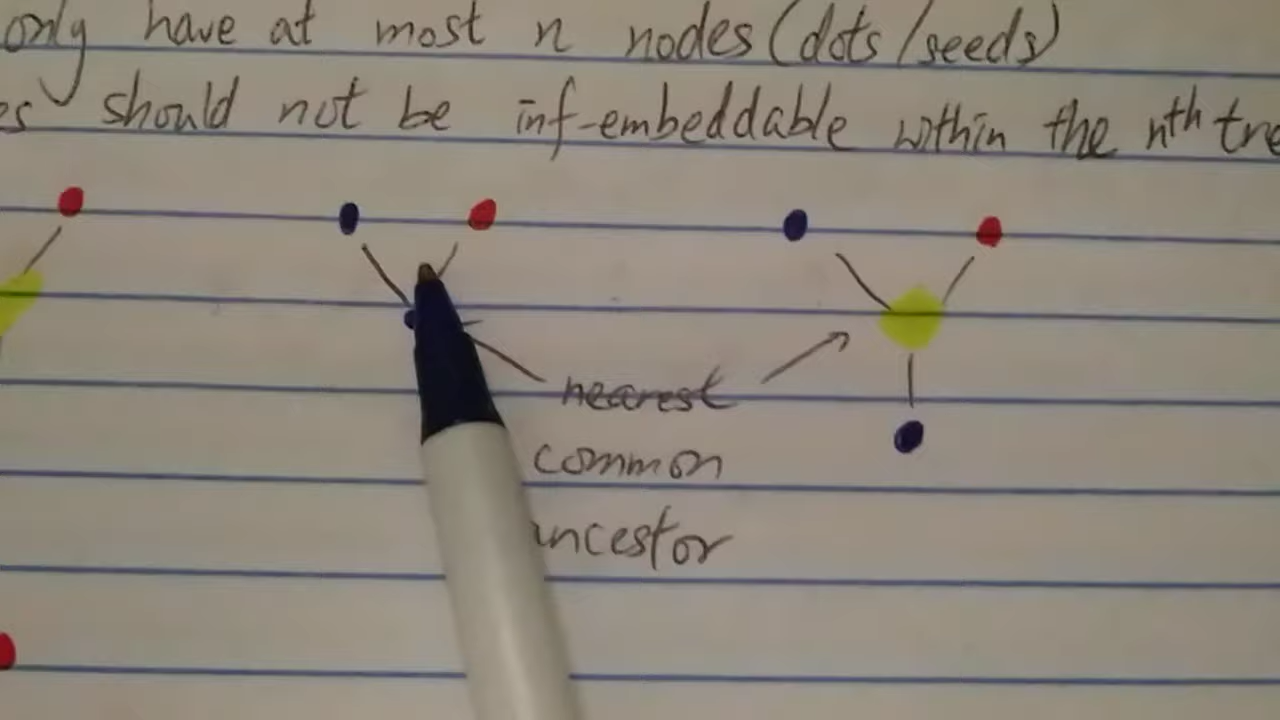 only have at most n nodes (dots/seeds)
es should not be inf-embeddable within the nth tre
nearest
common
ancestor